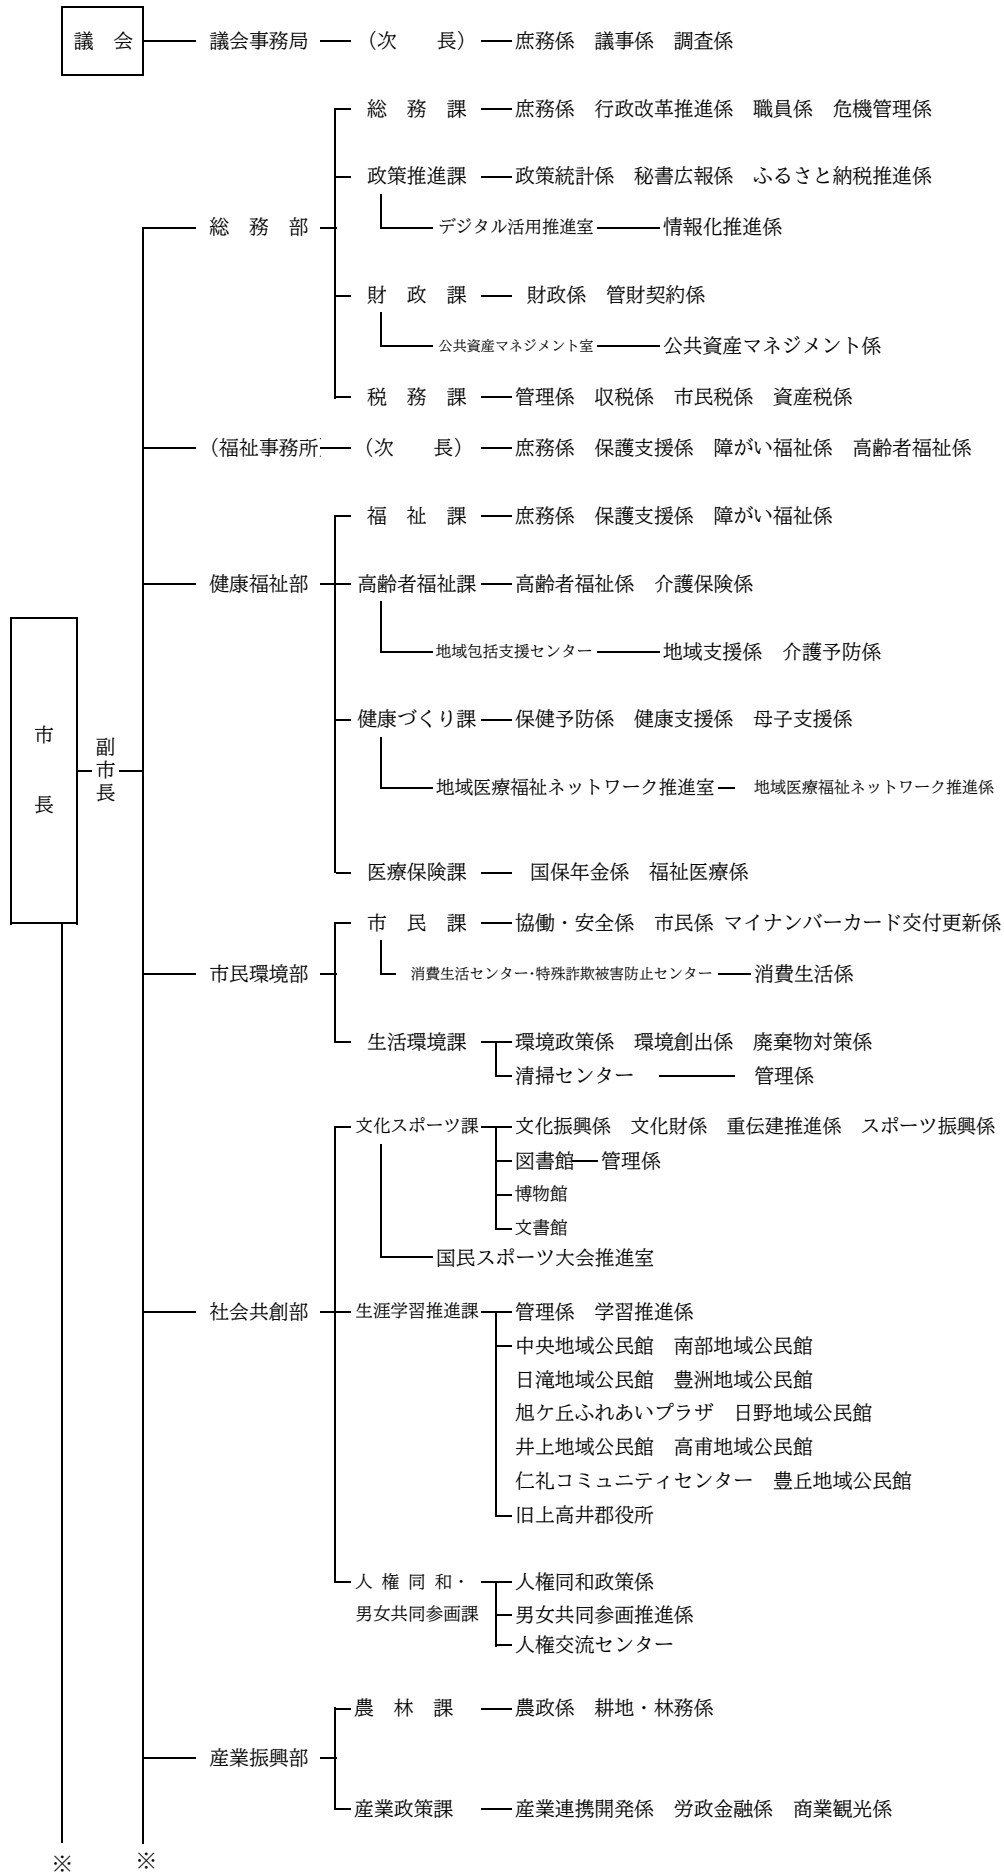 議　会　議会事務局　（次　　長）　庶務係　議事係　調査係
総　務　課　庶務係　行政改革推進係　職員係　危機管理係
政策推進課　政策統計係　秘書広報係　ふるさと納税推進係
総　務　部　デジタル活用推進室　情報化推進係
財　政　課　財政係　管財契約係
公共資産マネジメント室　公共資産マネジメント係
税　務　課　管理係　収税係　市民税係　資産税係
（福祉事務所）　（次　　長）　庶務係　保護支援係　障がい福祉係　高齢者福祉係
福　祉　課　庶務係　保護支援係　障がい福祉係
健康福祉部　高齢者福祉課　高齢者福祉係　介護保険係
地域包括支援センター　地域支援係　介護予防係
健康づくり課　保健予防係　健康支援係　母子支援係
市長
副市長
地域医療福祉ネットワーク推進室　地域医療福祉ネットワーク推進係
医療保険課　国保年金係　福祉医療係
市　民　課　協働・安全係　市民係　マイナンバーカード交付更新係
市民環境部　消費生活センター・特殊詐欺被害防止センター　消費生活係
生活環境課　環境政策係　環境創出係　廃棄物対策係
清掃センター　管理係
文化スポーツ課　文化振興係　文化財係　重伝建推進係　スポーツ振興係
図書館　管理係
博物館
文書館
国民スポーツ大会推進室
社会共創部　生涯学習推進課　管理係　学習推進係
中央地域公民館　南部地域公民館
日滝地域公民館　豊洲地域公民館
旭ケ丘ふれあいプラザ　日野地域公民館
井上地域公民館　高甫地域公民館
仁礼コミュニティセンター　豊丘地域公民館
旧上高井郡役所
人 権 同 和・　人権同和政策係
男女共同参画課　男女共同参画推進係
人権交流センター
農　林　課　農政係　耕地・林務係
産業振興部
産業政策課　産業連携開発係　労政金融係　商業観光係
※　※